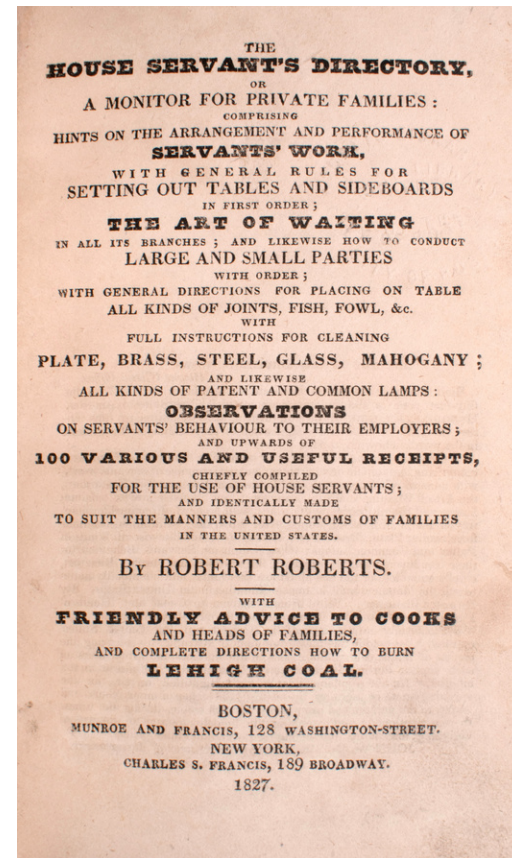 THE
HOUSE SERVANT'S DIRECTORY,
OR
A MONITOR FOR PRIVATE FAMILIES :
COMPRISING
HINTS ON THE ARRANGEMENT AND PERFORMANCE OF
SERVANTS' WORK,
WITH GENERAL RULES FOR
SETTING OUT TABLES AND SIDEBOARDS
IN FIRST ORDER ;
THE ART OF WAITING
IN ALL ITS BRANCHES ; AND LIKEWISE HOW TO CONDUCT
LARGE AND SMALL PARTIES
WITH ORDER ;
WITH GENERAL DIRECTIONS FOR PLACING ON TABLE
ALL KINDS OF JOINTS, FISH, FOWL, &c.
WITH
FULL INSTRUCTIONS FOR CLEANING
PLATE, BRASS, STEEL, GLASS, MAHOGANY ;
AND LIKEWISE
ALL KINDS OF PATENT AND COMMON LAMPS :
OBSERVATIONS
ON SERVANTS' BEHAVIOUR TO THEIR EMPLOYERS ;
AND UPWARDS OF
100 VARIOUS AND USEFUL RECEIPTS,
CHIEFLY COMPILED
FOR THE USE OF HOUSE SERVANTS ;
AND IDENTICALLY MADE
TO SUIT THE MANNERS AND CUSTOMS OF FAMILIES
IN THE UNITED STATES.
BY ROBERT ROBERTS.
WITH
FRIENDLY ADVICE TO COOKS
AND HEADS OF FAMILIES,
AND COMPLETE DIRECTIONS HOW TO BURN
LEHIGH COAL.
BOSTON,
MUNROE AND FRANCIS, 128 WASHINGTON-STREET.
NEW YORK,
CHARLES S. FRANCIS, 189 BROADWAY.
1827.